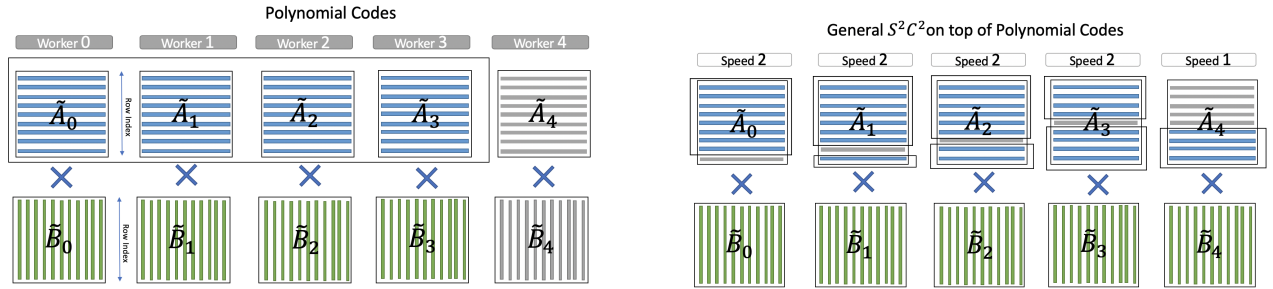 Polynomial Codes
Worker 0 Worker 1 Worker 2 Worker 3 Worker 4
Ã₀ Row Index Ã₁ Ã₂ Ã₃ Ã₄
× × × × ×
B̃₀ Row Index B̃₁ B̃₂ B̃₃ B̃₄
General S²C² on top of Polynomial Codes
Speed 2 Speed 2 Speed 2 Speed 2 Speed 1
Ã₀ Ã₁ Ã₂ Ã₃ Ã₄
× × × × ×
B̃₀ B̃₁ B̃₂ B̃₃ B̃₄